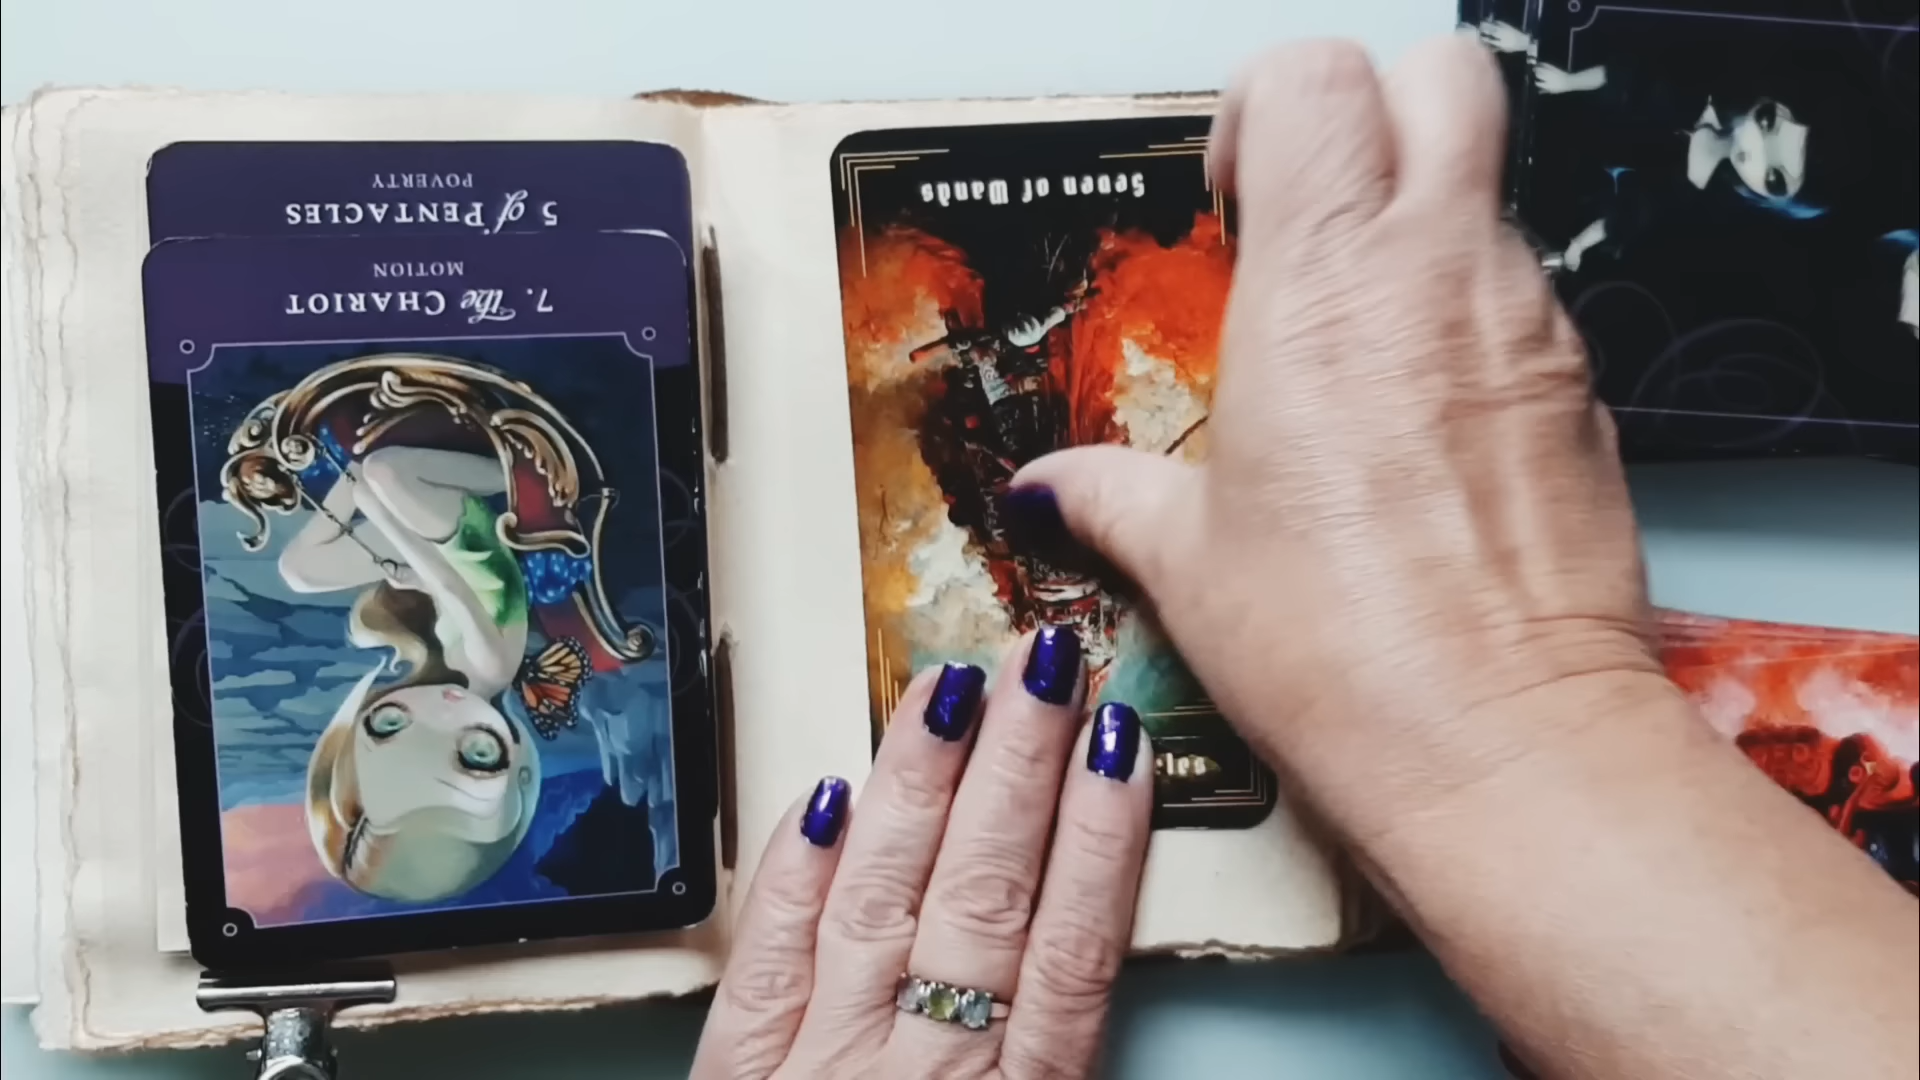 5 of PENTACLES
POVERTY
7. The CHARIOT
MOTION
Seven of Wands